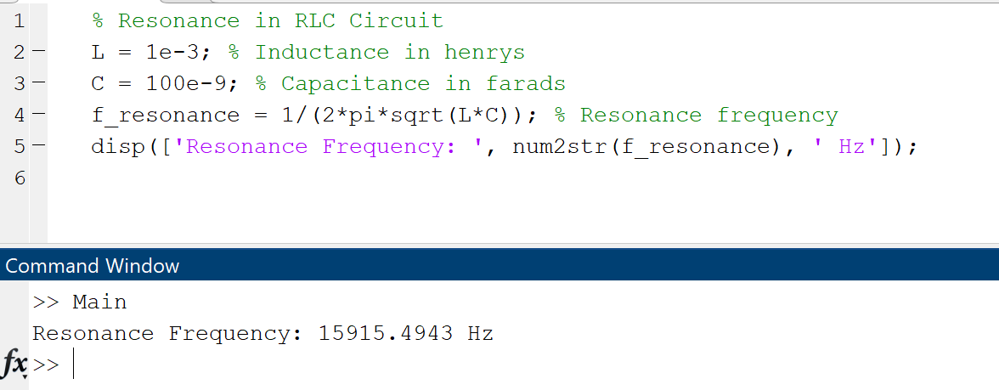 1 % Resonance in RLC Circuit
2 – L = 1e-3; % Inductance in henrys
3 – C = 100e-9; % Capacitance in farads
4 – f_resonance = 1/(2*pi*sqrt(L*C)); % Resonance frequency
5 – disp(['Resonance Frequency: ', num2str(f_resonance), ' Hz']);
6
Command Window
>> Main
Resonance Frequency: 15915.4943 Hz
fx >>